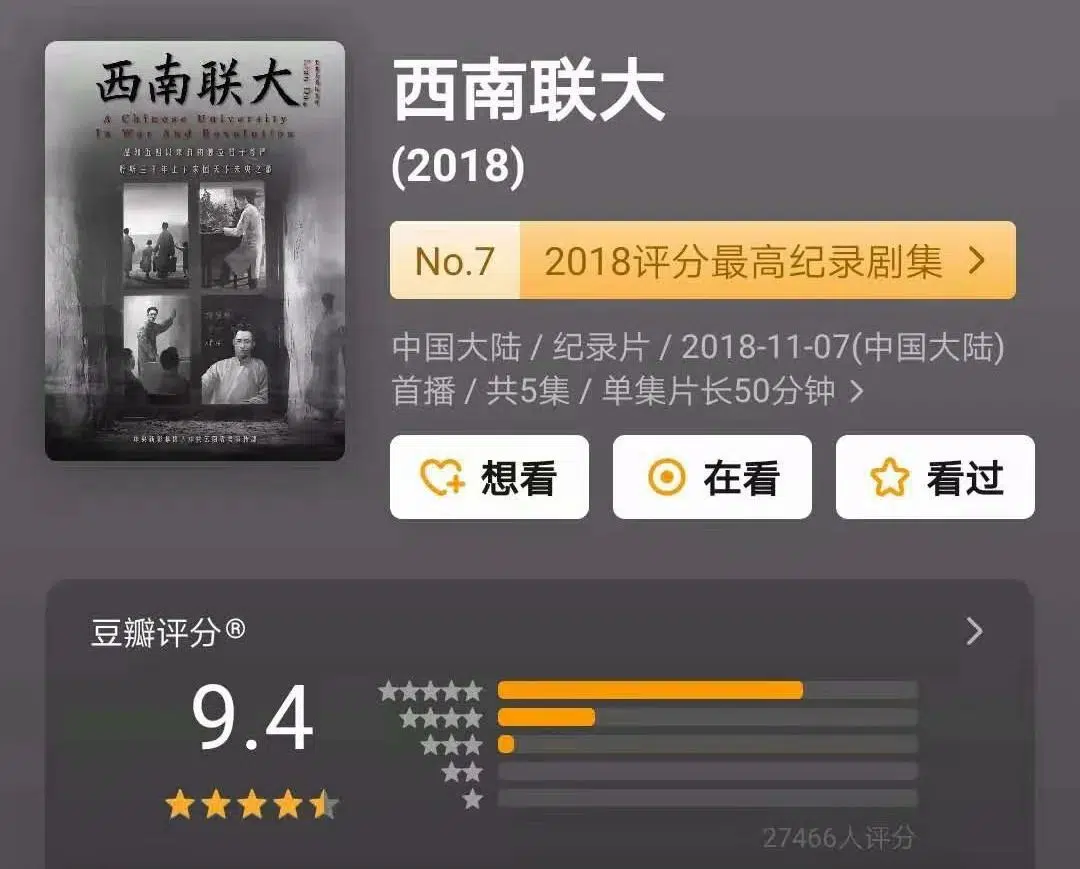 西南联大
A Chinese University
In War And Revolution
西南联大
(2018)
No.7 2018评分最高纪录剧集
中国大陆 / 纪录片 / 2018-11-07(中国大陆)
首播 / 共5集 / 单集片长50分钟
想看 在看 看过
豆瓣评分®
9.4
27466人评分